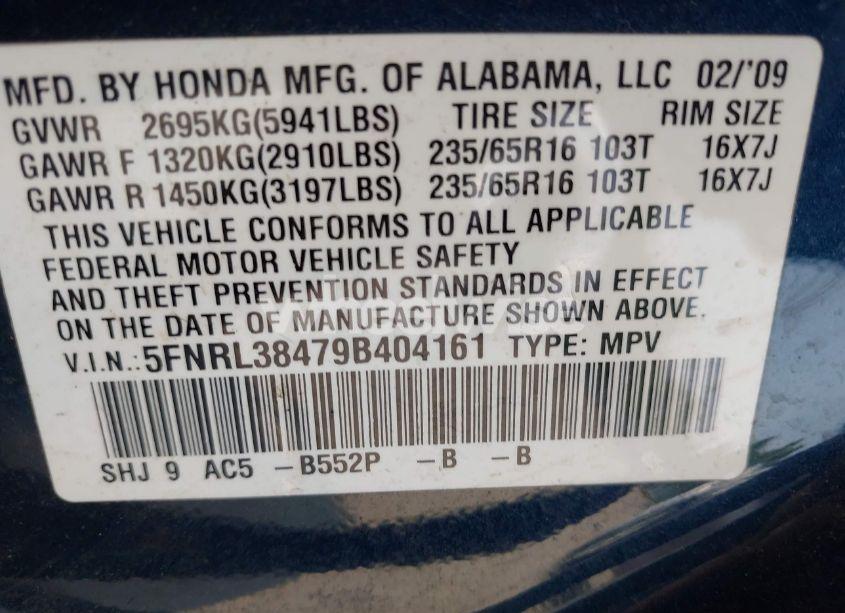 MFD. BY HONDA MFG. OF ALABAMA, LLC 02/'09
GVWR 2695KG(5941LBS) TIRE SIZE RIM SIZE
GAWR F 1320KG(2910LBS) 235/65R16 103T 16X7J
GAWR R 1450KG(3197LBS) 235/65R16 103T 16X7J
THIS VEHICLE CONFORMS TO ALL APPLICABLE
FEDERAL MOTOR VEHICLE SAFETY
AND THEFT PREVENTION STANDARDS IN EFFECT
ON THE DATE OF MANUFACTURE SHOWN ABOVE.
V.I.N.: 5FNRL38479B404161 TYPE: MPV
SHJ 9 AC5 -B552P -B -B